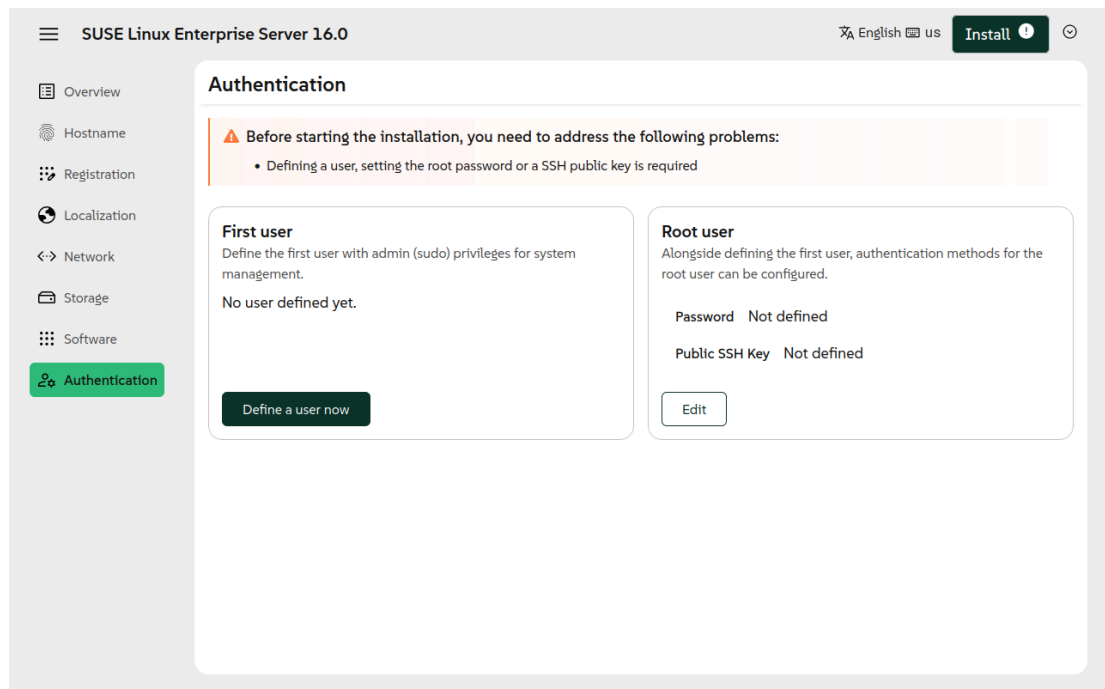 SUSE Linux Enterprise Server 16.0
English us
Install
Overview
Hostname
Registration
Localization
Network
Storage
Software
Authentication
Authentication
Before starting the installation, you need to address the following problems:
• Defining a user, setting the root password or a SSH public key is required
First user
Define the first user with admin (sudo) privileges for system
management.
No user defined yet.
Define a user now
Root user
Alongside defining the first user, authentication methods for the
root user can be configured.
Password Not defined
Public SSH Key Not defined
Edit